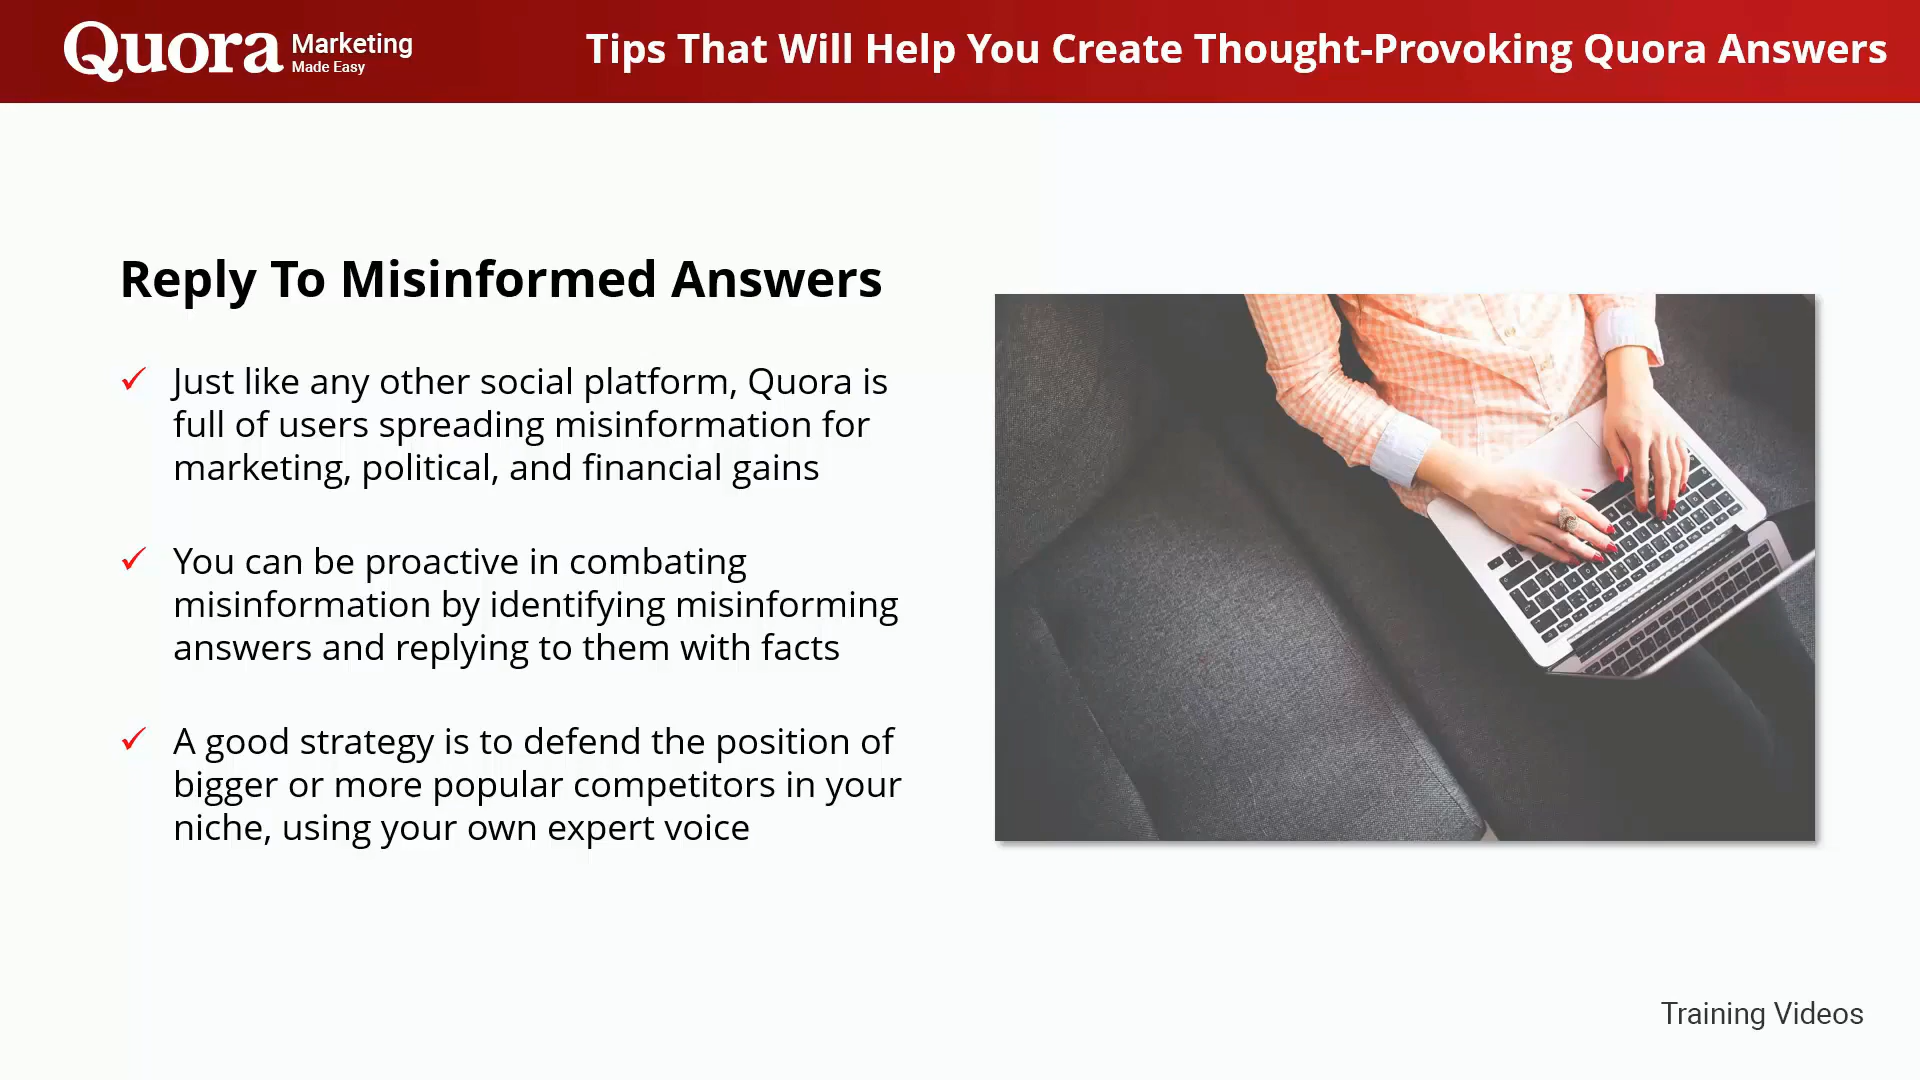 Quora Marketing
Made Easy
Tips That Will Help You Create Thought-Provoking Quora Answers
Reply To Misinformed Answers
Just like any other social platform, Quora is
full of users spreading misinformation for
marketing, political, and financial gains
You can be proactive in combating
misinformation by identifying misinforming
answers and replying to them with facts
A good strategy is to defend the position of
bigger or more popular competitors in your
niche, using your own expert voice
Training Videos